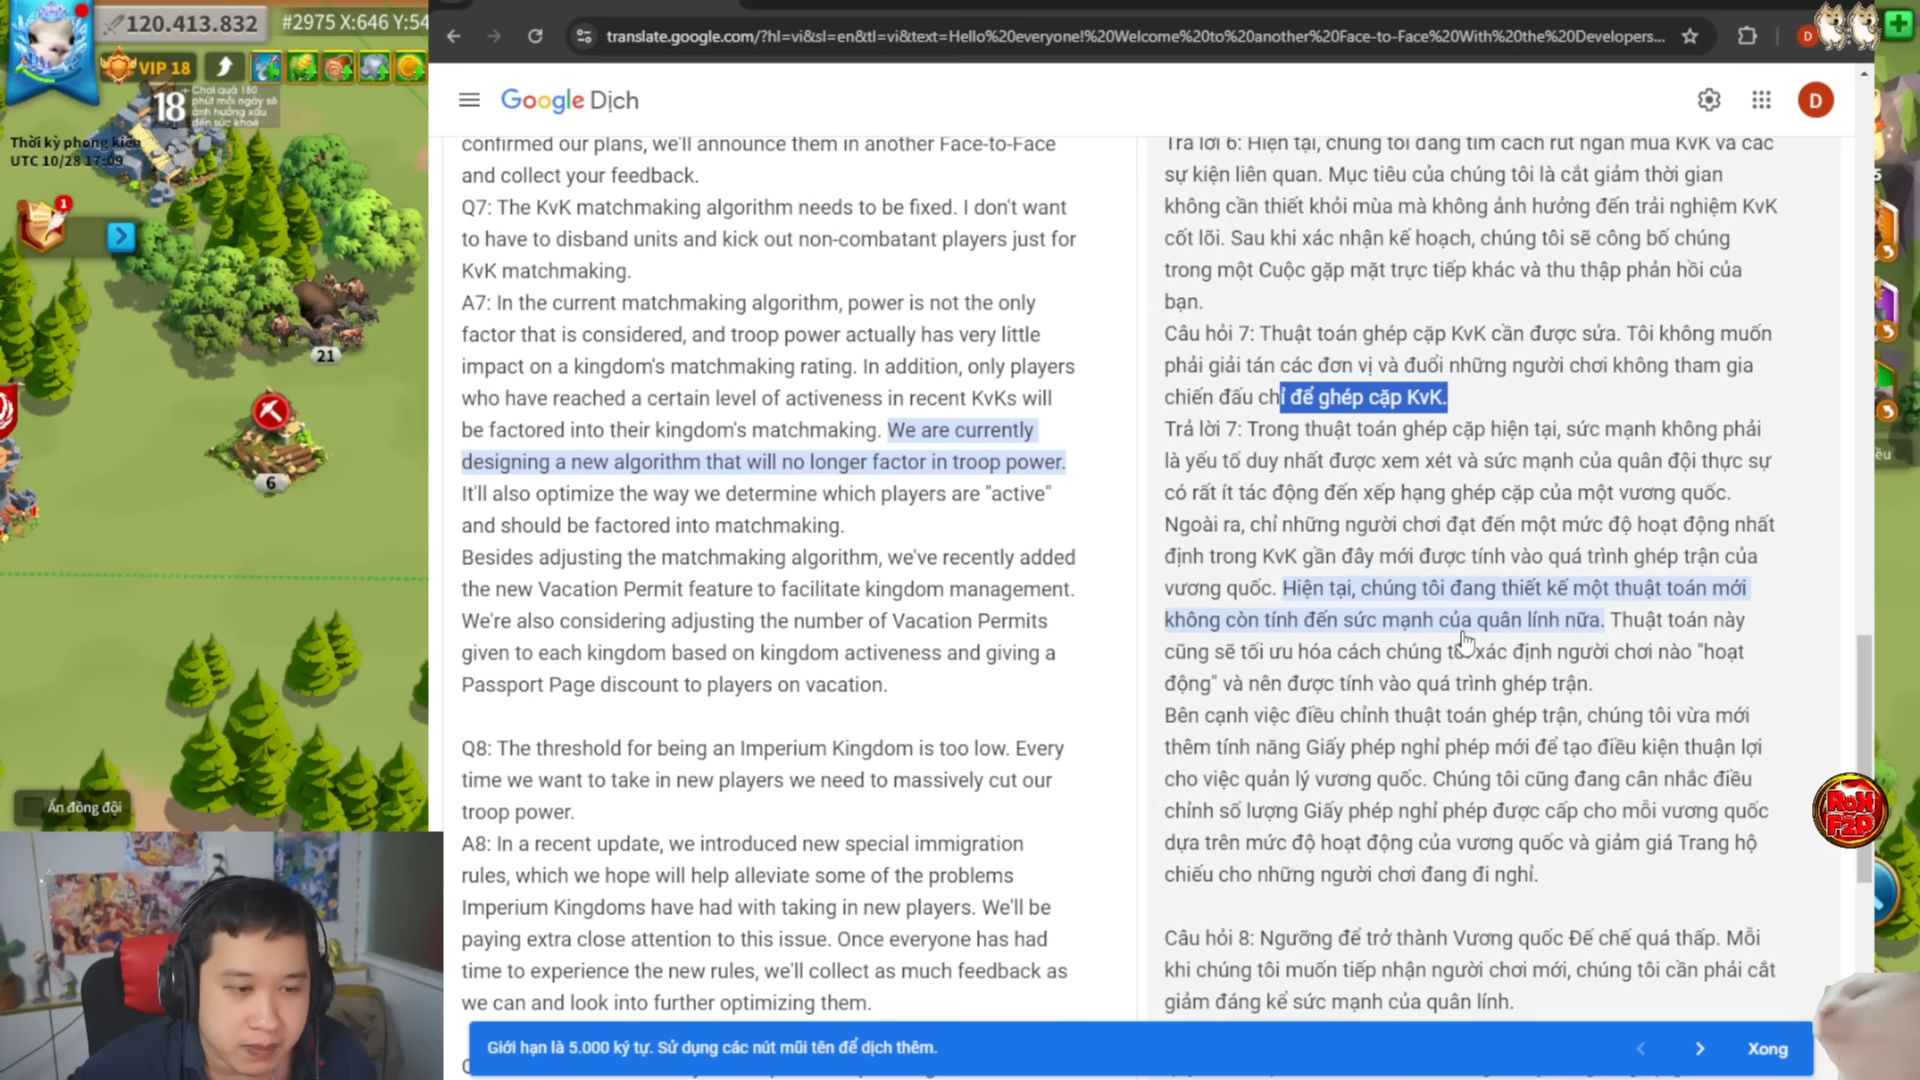 120.413.832
#2975 X:646 Y:54
VIP 18
18+
Chơi quá 180
phút mỗi ngày sẽ
ảnh hưởng xấu
đến sức khoẻ
Thời kỳ phong kiến
UTC 10/28 17:09
1
21
6
Ẩn đồng đội
translate.google.com/?hl=vi&sl=en&tl=vi&text=Hello%20everyone!%20Welcome%20to%20another%20Face-to-Face%20With%20the%20Developers...
D
Google Dịch
D
confirmed our plans, we'll announce them in another Face-to-Face
and collect your feedback.
Q7: The KvK matchmaking algorithm needs to be fixed. I don't want
to have to disband units and kick out non-combatant players just for
KvK matchmaking.
A7: In the current matchmaking algorithm, power is not the only
factor that is considered, and troop power actually has very little
impact on a kingdom's matchmaking rating. In addition, only players
who have reached a certain level of activeness in recent KvKs will
be factored into their kingdom's matchmaking. We are currently
designing a new algorithm that will no longer factor in troop power.
It'll also optimize the way we determine which players are "active"
and should be factored into matchmaking.
Besides adjusting the matchmaking algorithm, we've recently added
the new Vacation Permit feature to facilitate kingdom management.
We're also considering adjusting the number of Vacation Permits
given to each kingdom based on kingdom activeness and giving a
Passport Page discount to players on vacation.
Q8: The threshold for being an Imperium Kingdom is too low. Every
time we want to take in new players we need to massively cut our
troop power.
A8: In a recent update, we introduced new special immigration
rules, which we hope will help alleviate some of the problems
Imperium Kingdoms have had with taking in new players. We'll be
paying extra close attention to this issue. Once everyone has had
time to experience the new rules, we'll collect as much feedback as
we can and look into further optimizing them.
Trả lời 6: Hiện tại, chúng tôi đang tìm cách rút ngắn mùa KvK và các
sự kiện liên quan. Mục tiêu của chúng tôi là cắt giảm thời gian
không cần thiết khỏi mùa mà không ảnh hưởng đến trải nghiệm KvK
cốt lõi. Sau khi xác nhận kế hoạch, chúng tôi sẽ công bố chúng
trong một Cuộc gặp mặt trực tiếp khác và thu thập phản hồi của
bạn.
Câu hỏi 7: Thuật toán ghép cặp KvK cần được sửa. Tôi không muốn
phải giải tán các đơn vị và đuổi những người chơi không tham gia
chiến đấu chỉ để ghép cặp KvK.
Trả lời 7: Trong thuật toán ghép cặp hiện tại, sức mạnh không phải
là yếu tố duy nhất được xem xét và sức mạnh của quân đội thực sự
có rất ít tác động đến xếp hạng ghép cặp của một vương quốc.
Ngoài ra, chỉ những người chơi đạt đến một mức độ hoạt động nhất
định trong KvK gần đây mới được tính vào quá trình ghép trận của
vương quốc. Hiện tại, chúng tôi đang thiết kế một thuật toán mới
không còn tính đến sức mạnh của quân lính nữa. Thuật toán này
cũng sẽ tối ưu hóa cách chúng tôi xác định người chơi nào "hoạt
động" và nên được tính vào quá trình ghép trận.
Bên cạnh việc điều chỉnh thuật toán ghép trận, chúng tôi vừa mới
thêm tính năng Giấy phép nghỉ phép mới để tạo điều kiện thuận lợi
cho việc quản lý vương quốc. Chúng tôi cũng đang cân nhắc điều
chỉnh số lượng Giấy phép nghỉ phép được cấp cho mỗi vương quốc
dựa trên mức độ hoạt động của vương quốc và giảm giá Trang hộ
chiếu cho những người chơi đang đi nghỉ.
Câu hỏi 8: Ngưỡng để trở thành Vương quốc Đế chế quá thấp. Mỗi
khi chúng tôi muốn tiếp nhận người chơi mới, chúng tôi cần phải cắt
giảm đáng kể sức mạnh của quân lính.
Giới hạn là 5.000 ký tự. Sử dụng các nút mũi tên để dịch thêm.
Xong
RoK
F2P